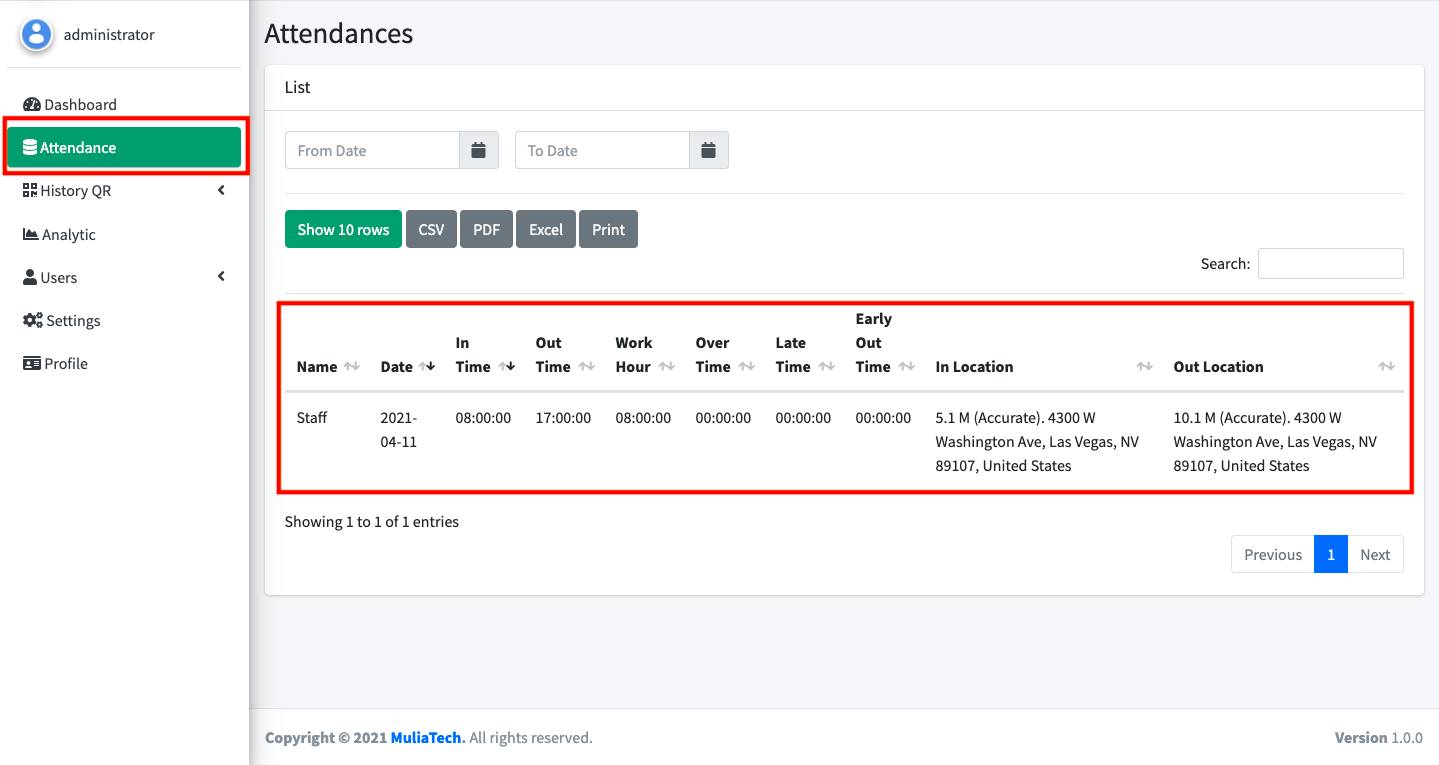 administrator
Dashboard
Attendance
History QR
Analytic
Users
Settings
Profile
Attendances
List
From Date
To Date
Show 10 rows CSV PDF Excel Print
Search:
Name Date In Time Out Time Work Hour Over Time Late Time Early Out Time In Location Out Location
Staff 2021-04-11 08:00:00 17:00:00 08:00:00 00:00:00 00:00:00 00:00:00 5.1 M (Accurate). 4300 W Washington Ave, Las Vegas, NV 89107, United States 10.1 M (Accurate). 4300 W Washington Ave, Las Vegas, NV 89107, United States
Showing 1 to 1 of 1 entries
Previous 1 Next
Copyright © 2021 MuliaTech. All rights reserved.
Version 1.0.0